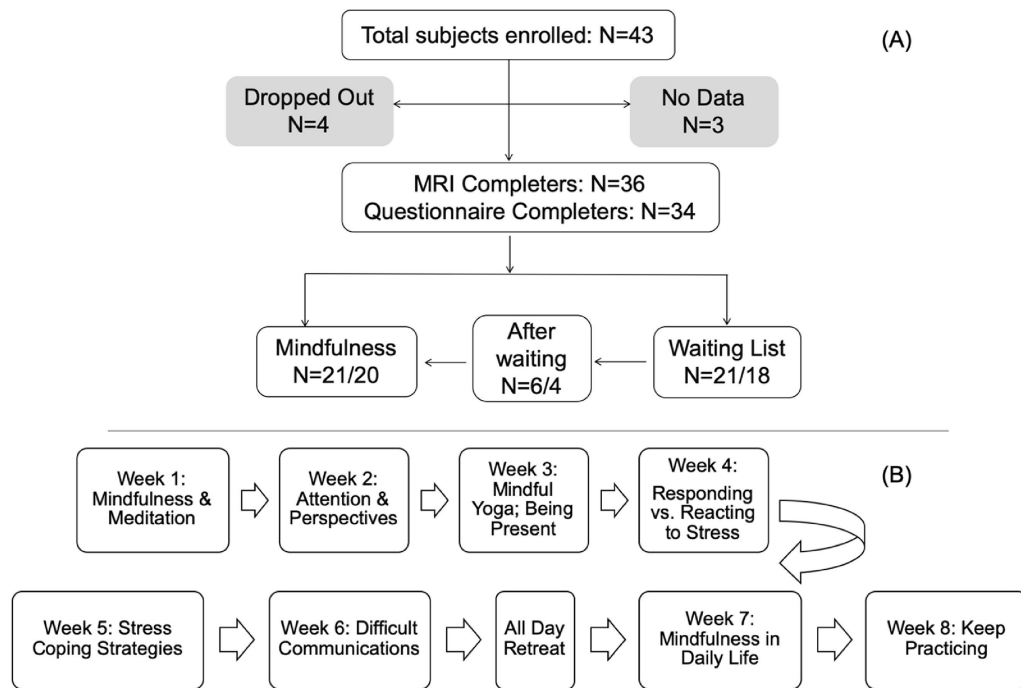 Total subjects enrolled: N=43
(A)
Dropped Out
N=4
No Data
N=3
MRI Completers: N=36
Questionnaire Completers: N=34
Mindfulness
N=21/20
After
waiting
N=6/4
Waiting List
N=21/18
(B)
Week 1:
Mindfulness &
Meditation
Week 2:
Attention &
Perspectives
Week 3:
Mindful
Yoga; Being
Present
Week 4:
Responding
vs. Reacting
to Stress
Week 5: Stress
Coping Strategies
Week 6: Difficult
Communications
All Day
Retreat
Week 7:
Mindfulness in
Daily Life
Week 8: Keep
Practicing